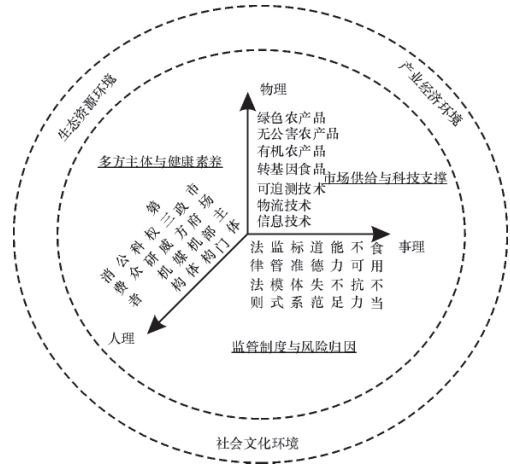 生态资源环境
产业经济环境
物理
绿色农产品
无公害农产品
有机农产品
转基因食品
可追测技术
物流技术
信息技术
多方主体与健康素养
市场供给与科技支撑
消费者
公众
科研机构
权威媒体
第三方机构
政府部门
市场主体
人理
法律法则
监管模式
标准体系
道德失范
能力不足
不可抗力
食用不当
事理
监管制度与风险归因
社会文化环境